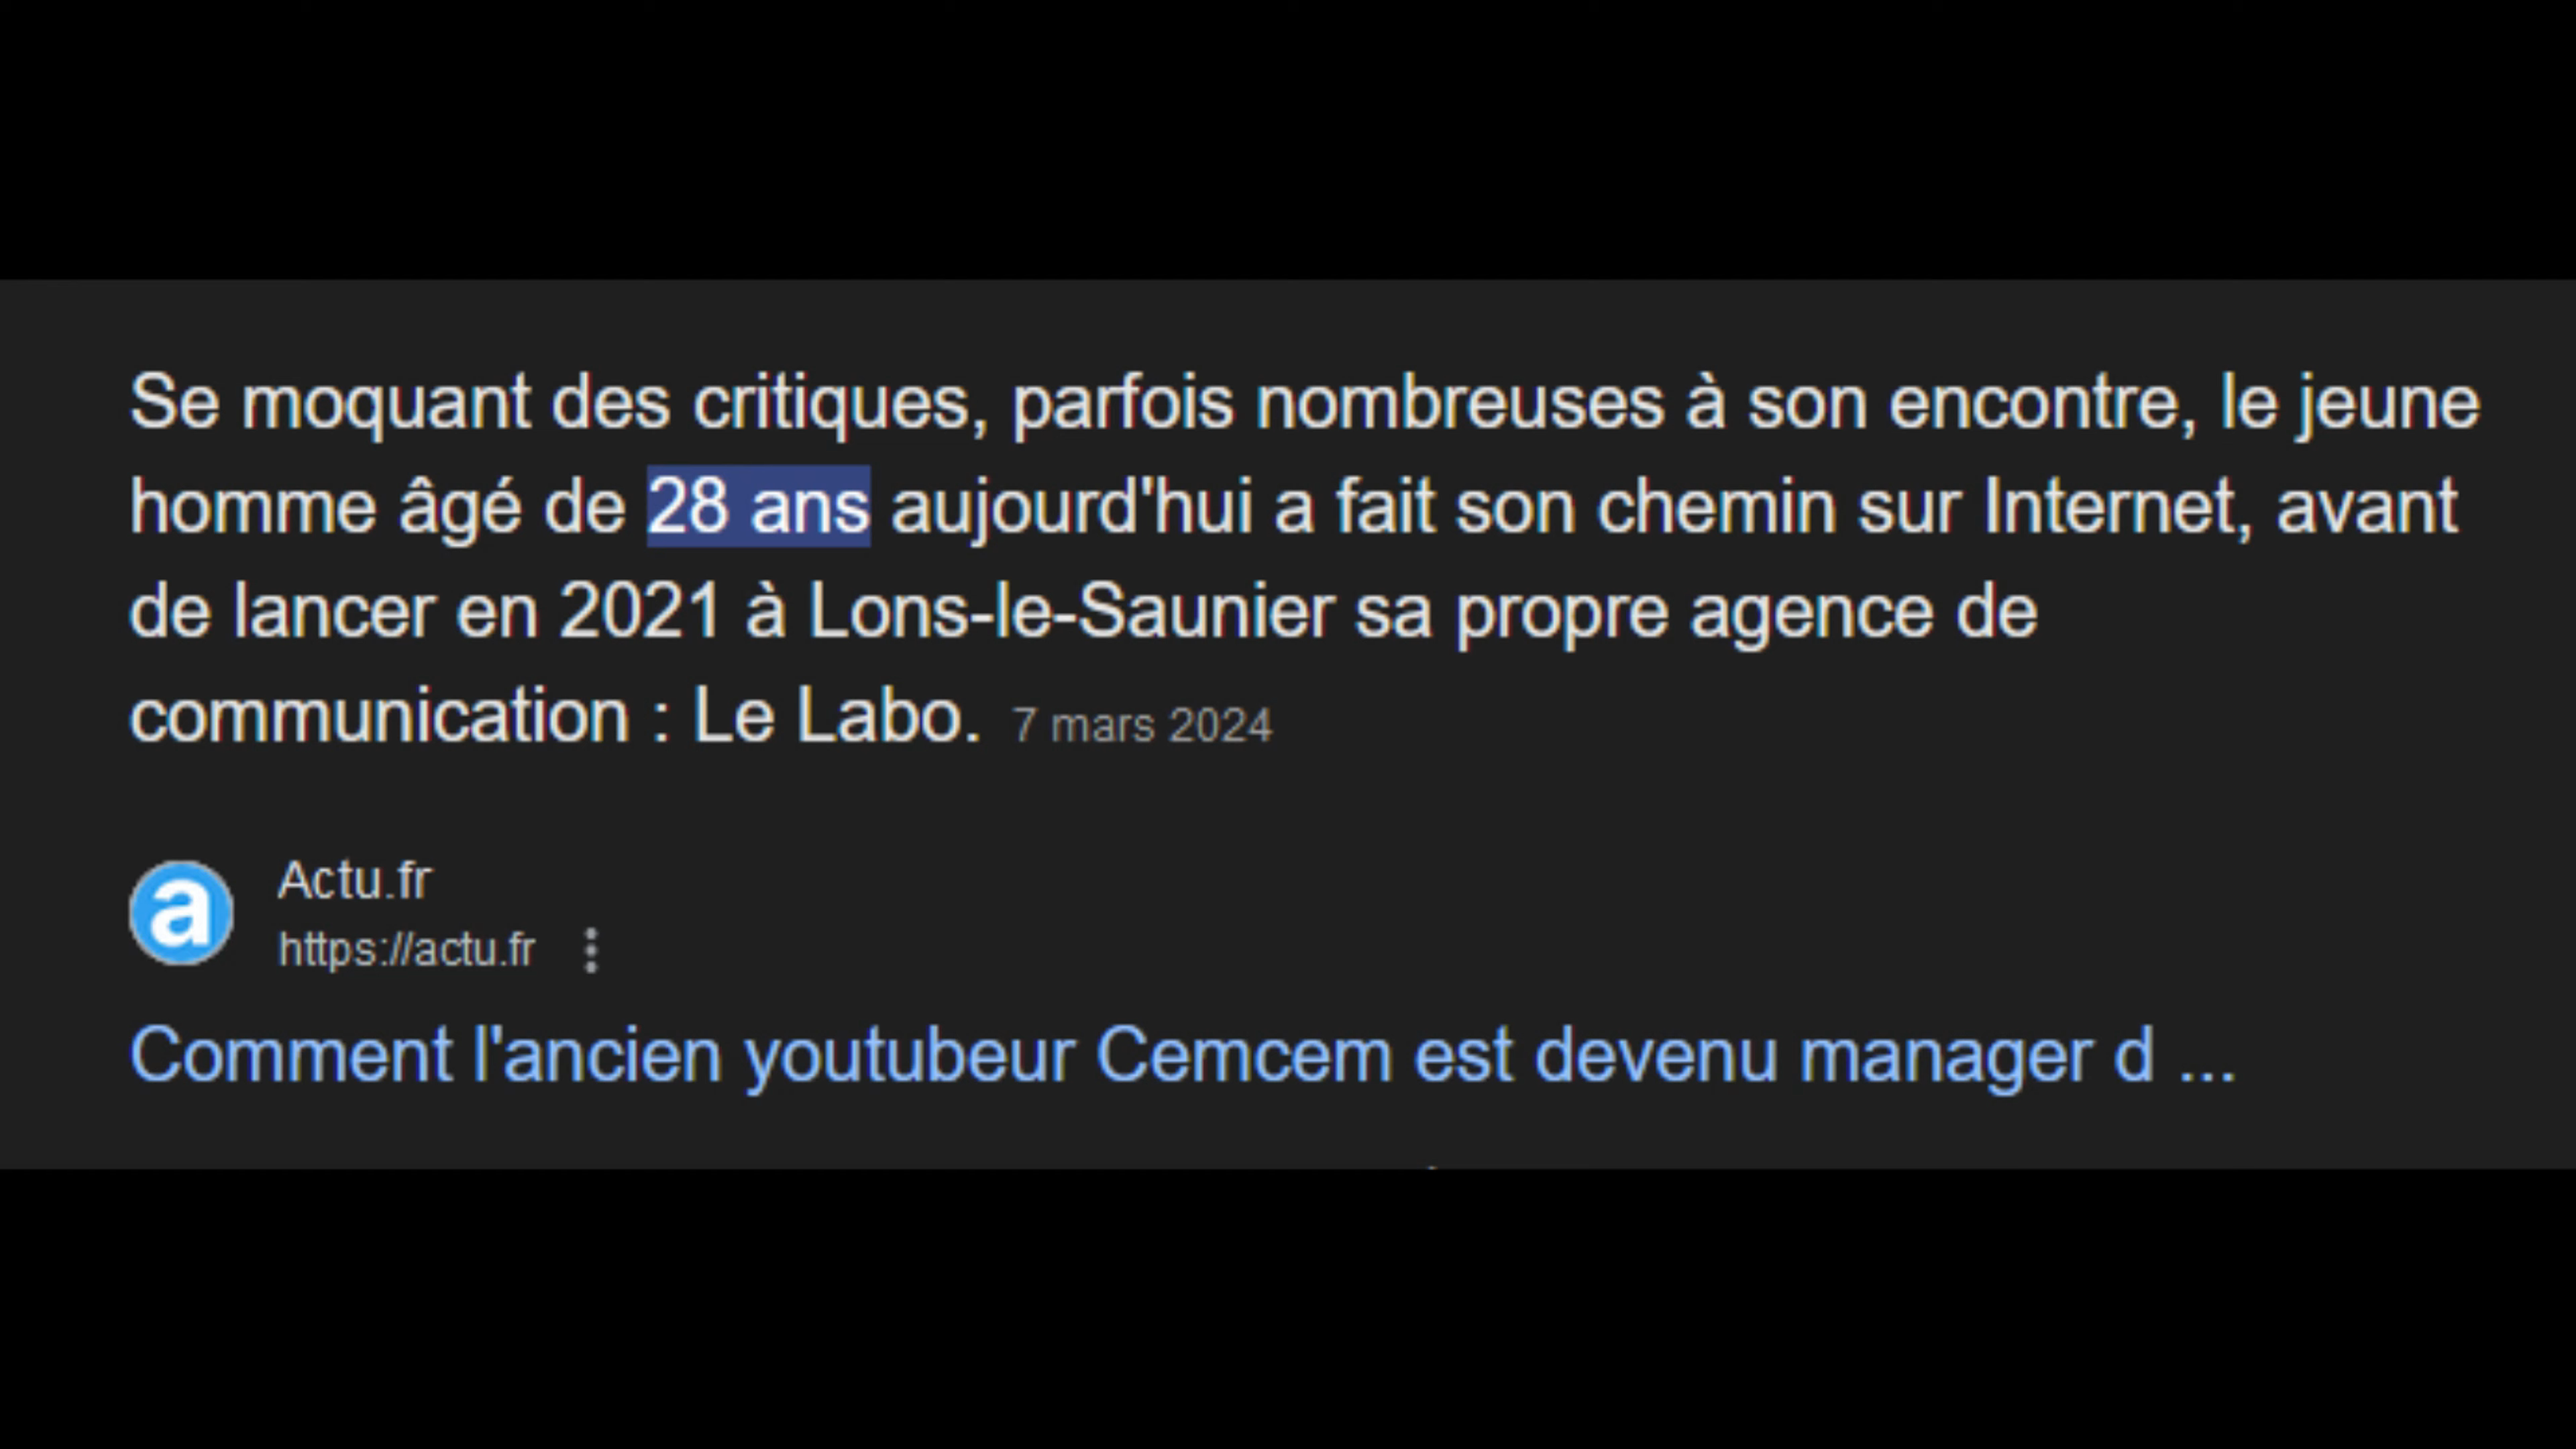 Se moquant des critiques, parfois nombreuses à son encontre, le jeune
homme âgé de 28 ans aujourd'hui a fait son chemin sur Internet, avant
de lancer en 2021 à Lons-le-Saunier sa propre agence de
communication : Le Labo. 7 mars 2024
a
Actu.fr
https://actu.fr
Comment l'ancien youtubeur Cemcem est devenu manager d ...